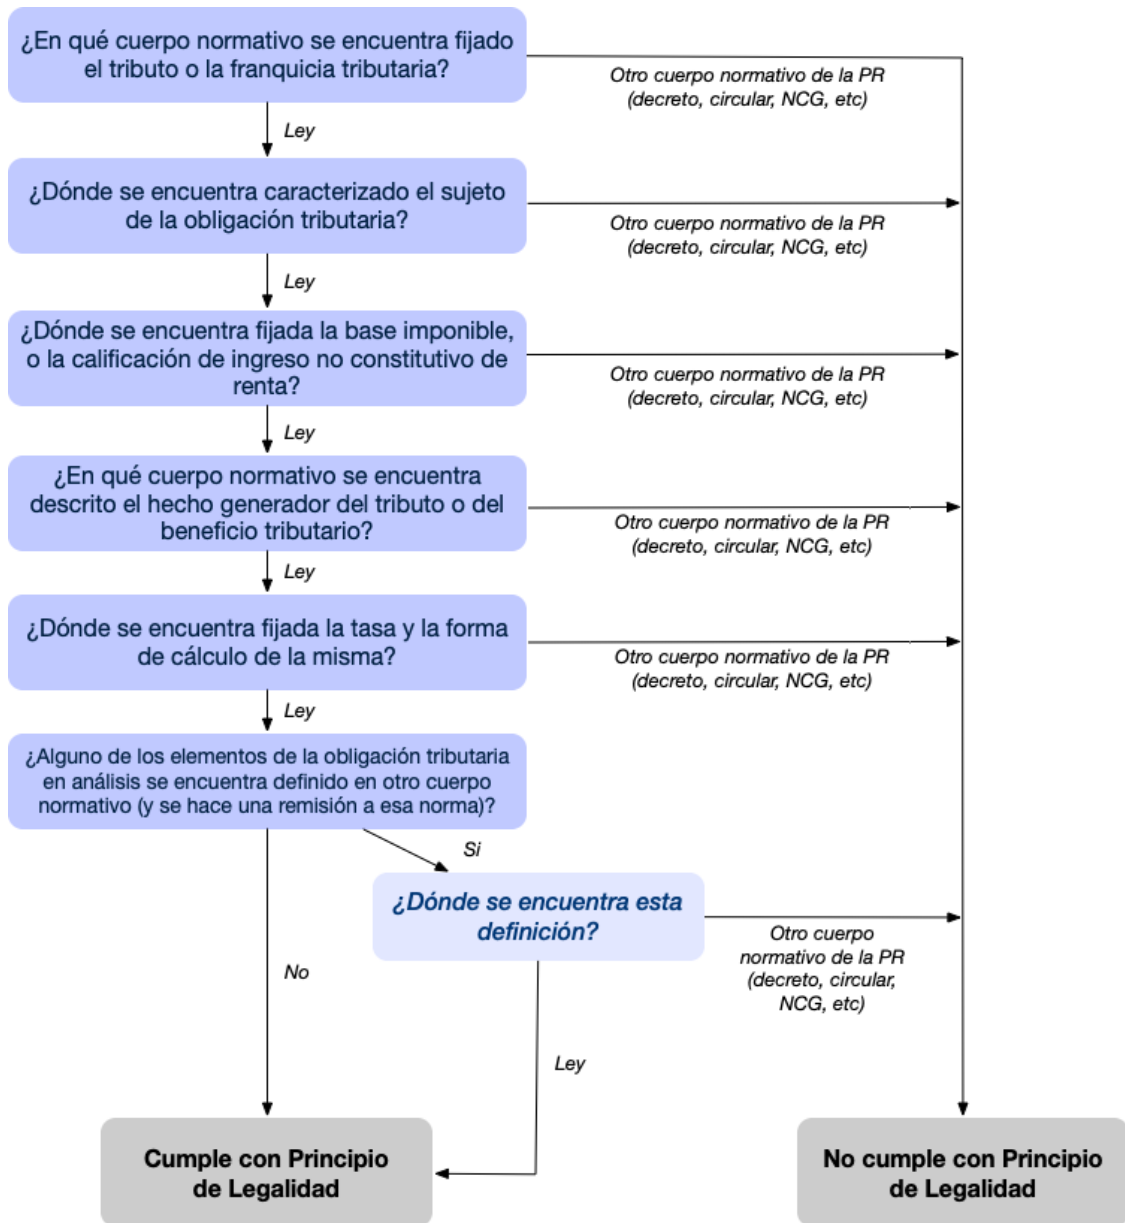 ¿En qué cuerpo normativo se encuentra fijado
el tributo o la franquicia tributaria?
Otro cuerpo normativo de la PR
(decreto, circular, NCG, etc)
Ley
¿Dónde se encuentra caracterizado el sujeto
de la obligación tributaria?
Otro cuerpo normativo de la PR
(decreto, circular, NCG, etc)
Ley
¿Dónde se encuentra fijada la base imponible,
o la calificación de ingreso no constitutivo de
renta?
Otro cuerpo normativo de la PR
(decreto, circular, NCG, etc)
Ley
¿En qué cuerpo normativo se encuentra
descrito el hecho generador del tributo o del
beneficio tributario?
Otro cuerpo normativo de la PR
(decreto, circular, NCG, etc)
Ley
¿Dónde se encuentra fijada la tasa y la forma
de cálculo de la misma?
Otro cuerpo normativo de la PR
(decreto, circular, NCG, etc)
Ley
¿Alguno de los elementos de la obligación tributaria
en análisis se encuentra definido en otro cuerpo
normativo (y se hace una remisión a esa norma)?
Si
¿Dónde se encuentra esta
definición?
Otro cuerpo
normativo de la PR
(decreto, circular,
NCG, etc)
No
Ley
Cumple con Principio
de Legalidad
No cumple con Principio
de Legalidad